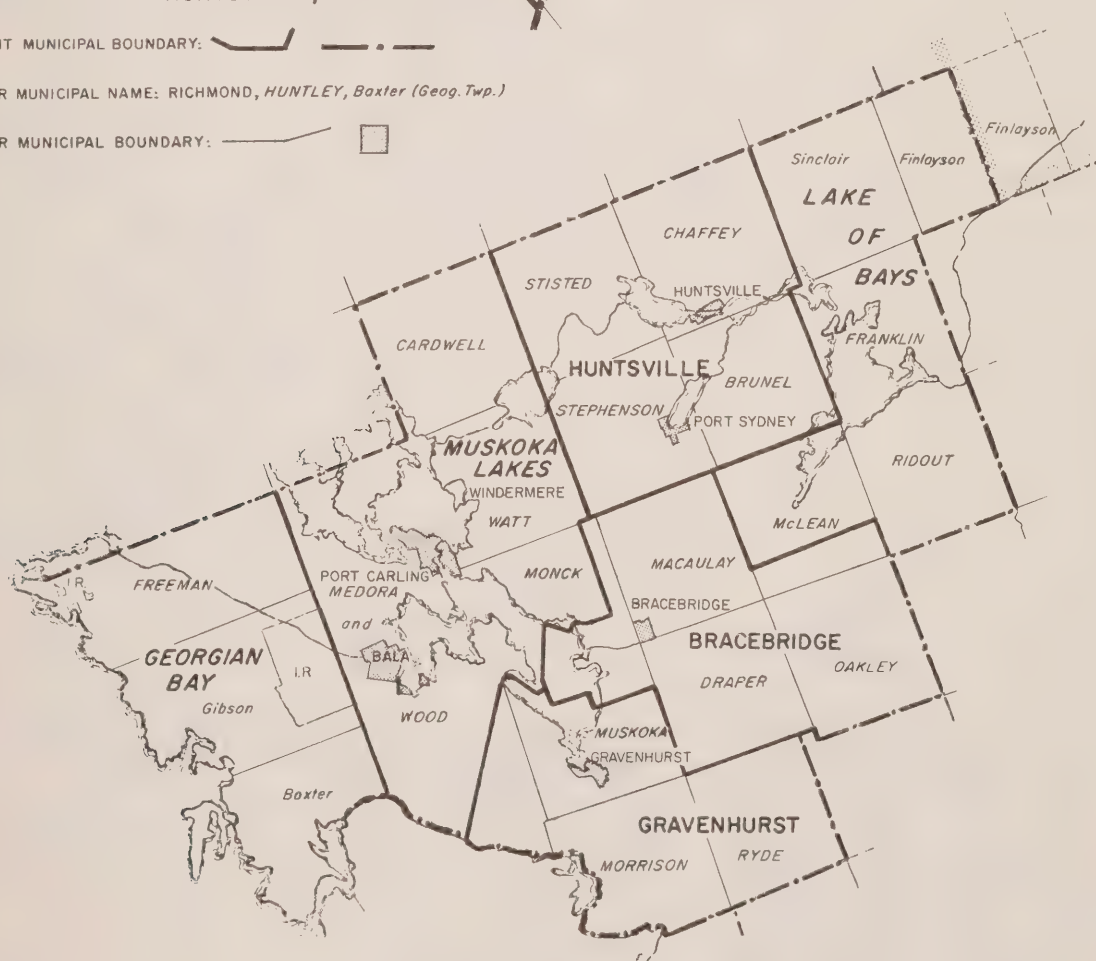 MUNICIPAL BOUNDARY:
MUNICIPAL NAME: RICHMOND, HUNTLEY, Baxter (Geog. Twp.)
MUNICIPAL BOUNDARY:
Finlayson
Sinclair
Finlayson
LAKE
OF
BAYS
CHAFFEY
STISTED
HUNTSVILLE
FRANKLIN
CARDWELL
HUNTSVILLE
BRUNEL
STEPHENSON
PORT SYDNEY
MUSKOKA
LAKES
RIDOUT
WINDERMERE
WATT
McLEAN
I.R.
FREEMAN
PORT CARLING
MEDORA
and
MONCK
MACAULAY
BRACEBRIDGE
BRACEBRIDGE
GEORGIAN
BAY
BALA
I.R
OAKLEY
DRAPER
Gibson
WOOD
MUSKOKA
GRAVENHURST
Baxter
GRAVENHURST
MORRISON
RYDE